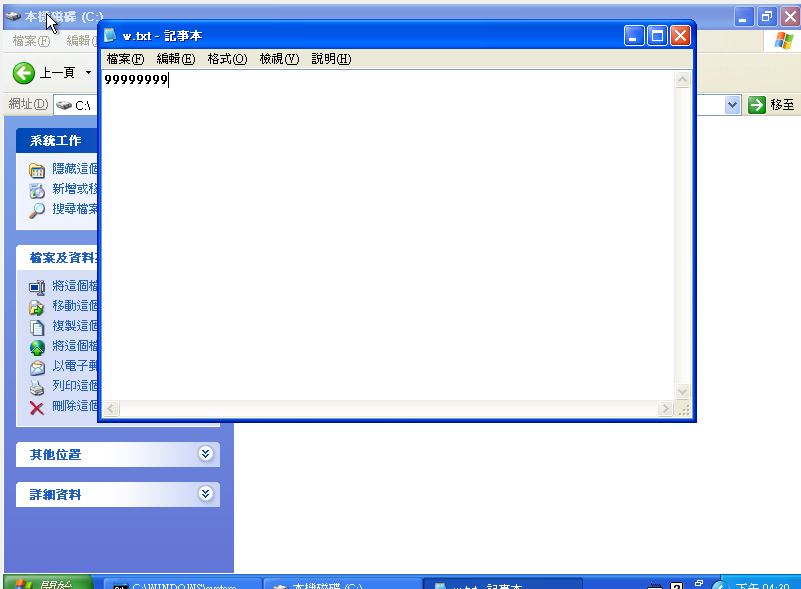 本機磁碟 (C:)
檔案(F)
編輯(E)
w.txt - 記事本
檔案(F) 編輯(E) 格式(O) 檢視(V) 說明(H)
99999999
上一頁
網址(D) C:\ 移至
系統工作
隱藏這個
新增或移
搜尋檔案
檔案及資料
將這個檔
移動這個
複製這個
將這個檔
以電子郵
列印這個
刪除這個
其他位置
詳細資料
開始 C:\WINDOWS\system 本機磁碟 (C:) w.txt - 記事本 下午 04:30